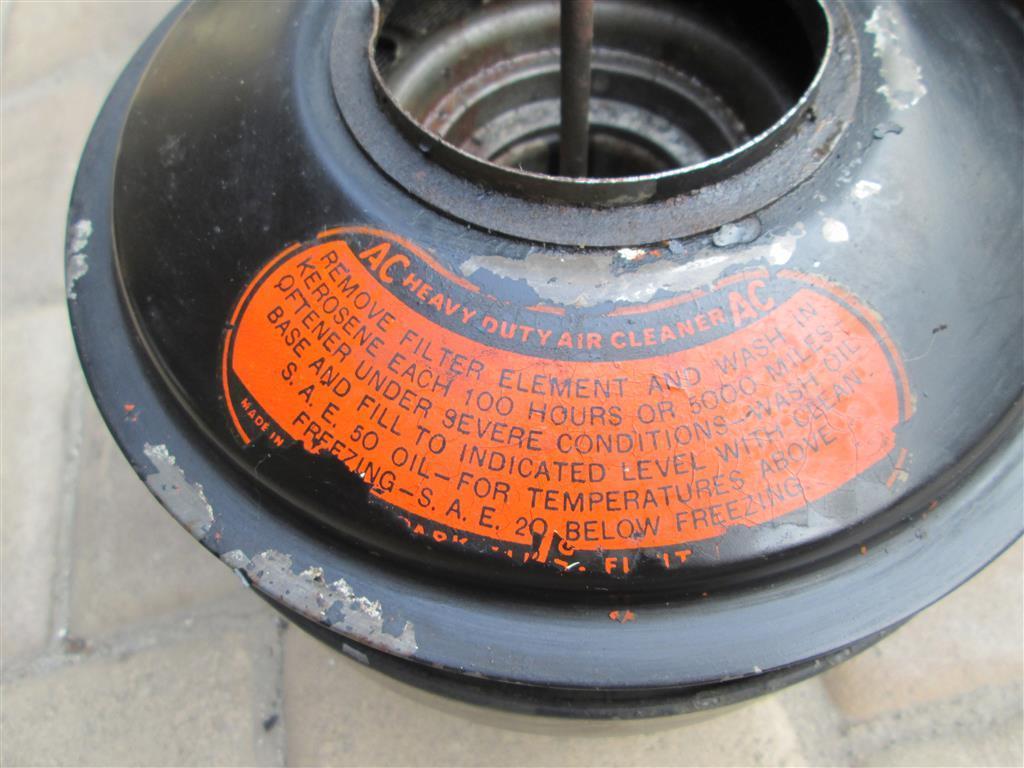 AC HEAVY DUTY AIR CLEANER AC
REMOVE FILTER ELEMENT AND WASH IN
KEROSENE EACH 100 HOURS OR 5000 MILES-
OFTENER UNDER SEVERE CONDITIONS-WASH OIL
BASE AND FILL TO INDICATED LEVEL WITH CLEAN
S. A. E. 50 OIL-FOR TEMPERATURES ABOVE
FREEZING-S. A. E. 20 BELOW FREEZING
MADE IN